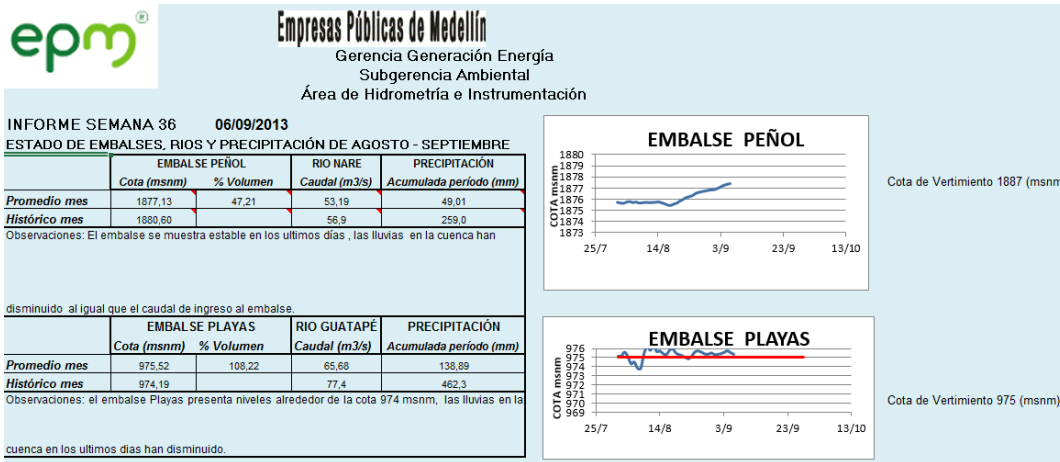 epm®
Empresas Públicas de Medellín
Gerencia Generación Energía
Subgerencia Ambiental
Área de Hidrometría e Instrumentación
INFORME SEMANA 36 06/09/2013
ESTADO DE EMBALSES, RIOS Y PRECIPITACIÓN DE AGOSTO - SEPTIEMBRE
EMBALSE PEÑOL RIO NARE PRECIPITACIÓN
Cota (msnm) % Volumen Caudal (m3/s) Acumulada período (mm)
Promedio mes 1877,13 47,21 53,19 49,01
Histórico mes 1880,60 56,9 259,0
Observaciones: El embalse se muestra estable en los ultimos días , las lluvias en la cuenca han
disminuido al igual que el caudal de ingreso al embalse.
EMBALSE PLAYAS RIO GUATAPÉ PRECIPITACIÓN
Cota (msnm) % Volumen Caudal (m3/s) Acumulada período (mm)
Promedio mes 975,52 108,22 65,68 138,89
Histórico mes 974,19 77,4 462,3
Observaciones: el embalse Playas presenta niveles alrededor de la cota 974 msnm, las lluvias en la
cuenca en los ultimos dias han disminuido.
EMBALSE PEÑOL
COTA msnm
1880
1879
1878
1877
1876
1875
1874
1873
25/7 14/8 3/9 23/9 13/10
Cota de Vertimiento 1887 (msnm
EMBALSE PLAYAS
COTA msnm
976
975
974
973
972
971
970
969
25/7 14/8 3/9 23/9 13/10
Cota de Vertimiento 975 (msnm)